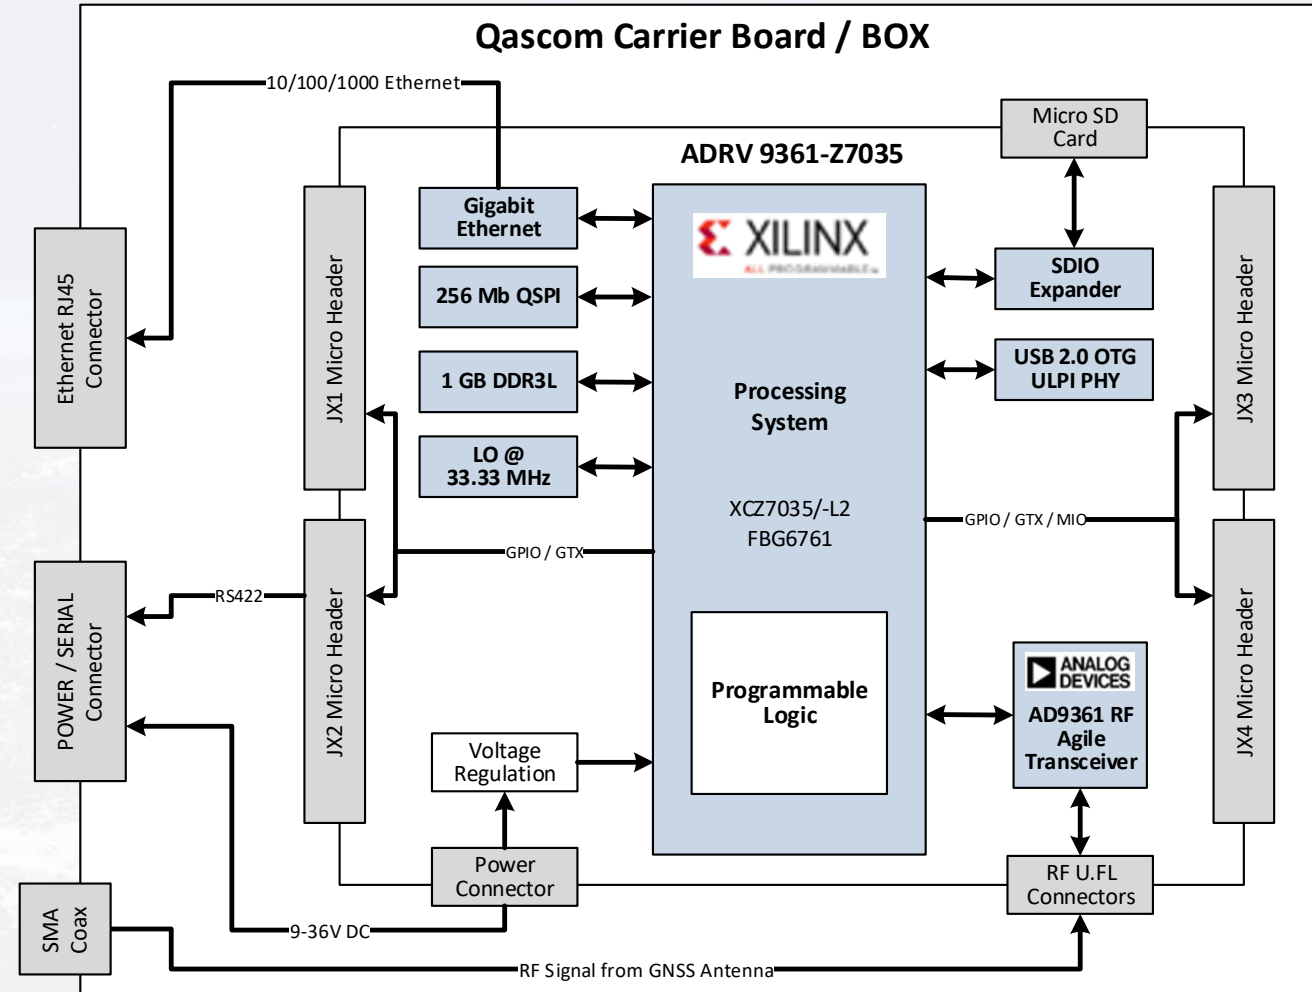 Qascom Carrier Board / BOX
10/100/1000 Ethernet
Micro SD
Card
ADRV 9361-Z7035
Gigabit
Ethernet
XILINX
ALL PROGRAMMABLE
256 Mb QSPI
SDIO
Expander
1 GB DDR3L
USB 2.0 OTG
ULPI PHY
Processing
System
LO @
33.33 MHz
XCZ7035/-L2
FBG6761
GPIO / GTX
GPIO / GTX / MIO
Ethernet RJ45
Connector
JX1 Micro Header
JX3 Micro Header
RS422
POWER / SERIAL
Connector
JX2 Micro Header
JX4 Micro Header
Programmable
Logic
ANALOG
DEVICES
AD9361 RF
Agile
Transceiver
Voltage
Regulation
Power
Connector
RF U.FL
Connectors
SMA
Coax
9-36V DC
RF Signal from GNSS Antenna